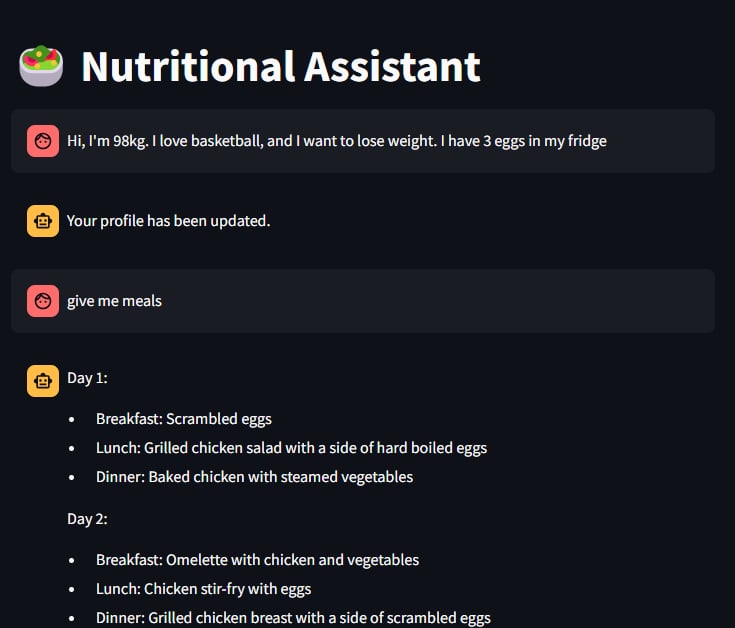 Nutritional Assistant
Hi, I'm 98kg. I love basketball, and I want to lose weight. I have 3 eggs in my fridge
Your profile has been updated.
give me meals
Day 1:
Breakfast: Scrambled eggs
Lunch: Grilled chicken salad with a side of hard boiled eggs
Dinner: Baked chicken with steamed vegetables
Day 2:
Breakfast: Omelette with chicken and vegetables
Lunch: Chicken stir-fry with eggs
Dinner: Grilled chicken breast with a side of scrambled eggs